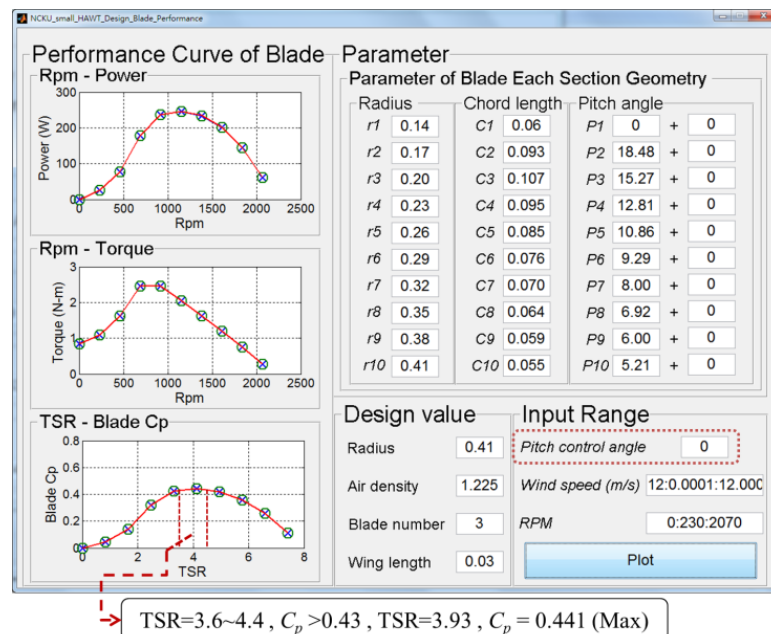 NCKU_small_HAWT_Design_Blade_Performance
Performance Curve of Blade
Rpm - Power
300
200
100
0
Power (W)
0 500 1000 1500 2000 2500
Rpm
Rpm - Torque
3
2
1
0
Torque (N-m)
0 500 1000 1500 2000 2500
Rpm
TSR - Blade Cp
0.8
0.6
0.4
0.2
0
Blade Cp
0 2 4 6 8
TSR
Parameter
Parameter of Blade Each Section Geometry
Radius Chord length Pitch angle
r1 0.14 C1 0.06 P1 0 + 0
r2 0.17 C2 0.093 P2 18.48 + 0
r3 0.20 C3 0.107 P3 15.27 + 0
r4 0.23 C4 0.095 P4 12.81 + 0
r5 0.26 C5 0.085 P5 10.86 + 0
r6 0.29 C6 0.076 P6 9.29 + 0
r7 0.32 C7 0.070 P7 8.00 + 0
r8 0.35 C8 0.064 P8 6.92 + 0
r9 0.38 C9 0.059 P9 6.00 + 0
r10 0.41 C10 0.055 P10 5.21 + 0
Design value
Radius 0.41
Air density 1.225
Blade number 3
Wing length 0.03
Input Range
Pitch control angle 0
Wind speed (m/s) 12:0.0001:12.000
RPM 0:230:2070
Plot
TSR=3.6~4.4 , Cp >0.43 , TSR=3.93 , Cp = 0.441 (Max)